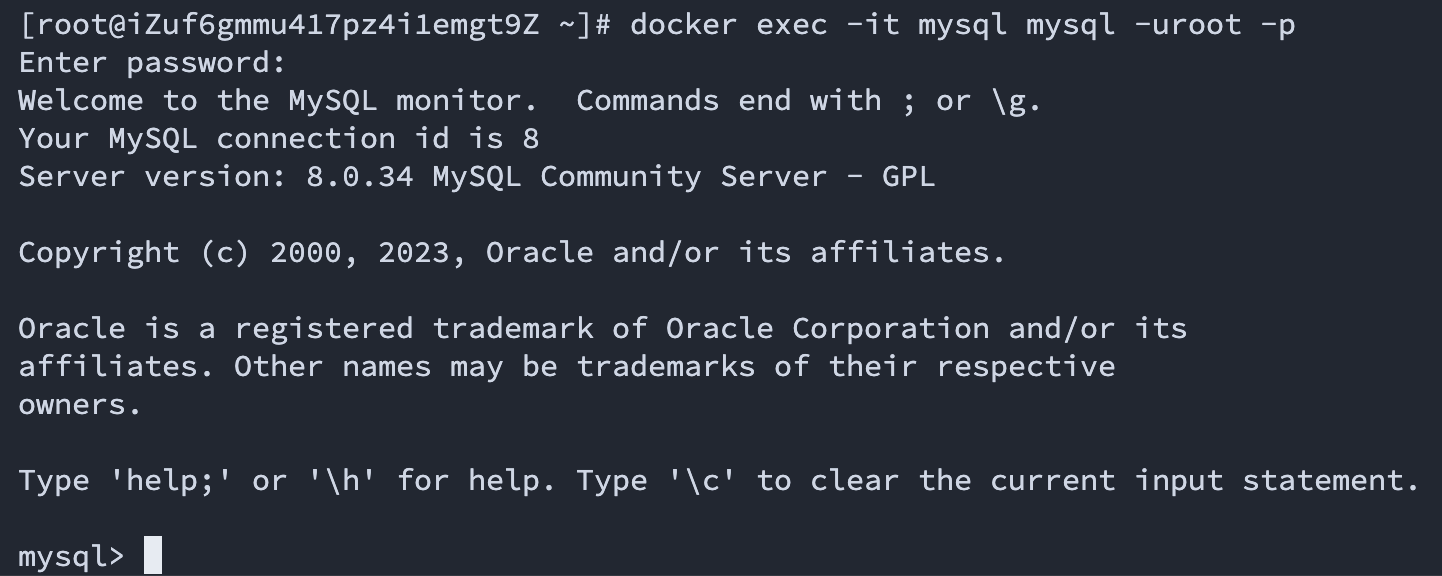 [root@iZuf6gmmu417pz4i1emgt9Z ~]# docker exec -it mysql mysql -uroot -p
Enter password:
Welcome to the MySQL monitor.  Commands end with ; or \g.
Your MySQL connection id is 8
Server version: 8.0.34 MySQL Community Server - GPL

Copyright (c) 2000, 2023, Oracle and/or its affiliates.

Oracle is a registered trademark of Oracle Corporation and/or its
affiliates. Other names may be trademarks of their respective
owners.

Type 'help;' or '\h' for help. Type '\c' to clear the current input statement.

mysql>